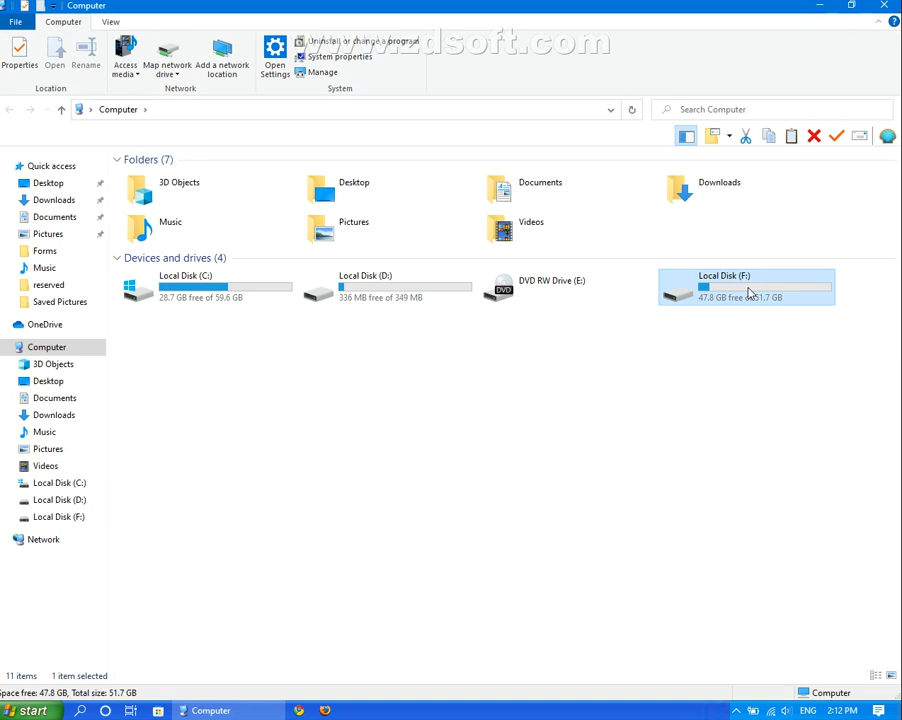 Computer
File Computer View
www.zdsoft.com
Properties Open Rename Access media Map network drive Add a network location Open Settings Uninstall or change a program
System properties
Manage
Location Network System
Computer
Search Computer
Quick access
Desktop
Downloads
Documents
Pictures
Forms
Music
reserved
Saved Pictures
OneDrive
Computer
3D Objects
Desktop
Documents
Downloads
Music
Pictures
Videos
Local Disk (C:)
Local Disk (D:)
Local Disk (F:)
Network
Folders (7)
3D Objects Desktop Documents Downloads
Music Pictures Videos
Devices and drives (4)
Local Disk (C:)
28.7 GB free of 59.6 GB
Local Disk (D:)
336 MB free of 349 MB
DVD RW Drive (E:)
DVD
Local Disk (F:)
47.8 GB free of 51.7 GB
11 items 1 item selected
Space free: 47.8 GB, Total size: 51.7 GB Computer
start Computer ENG 2:12 PM